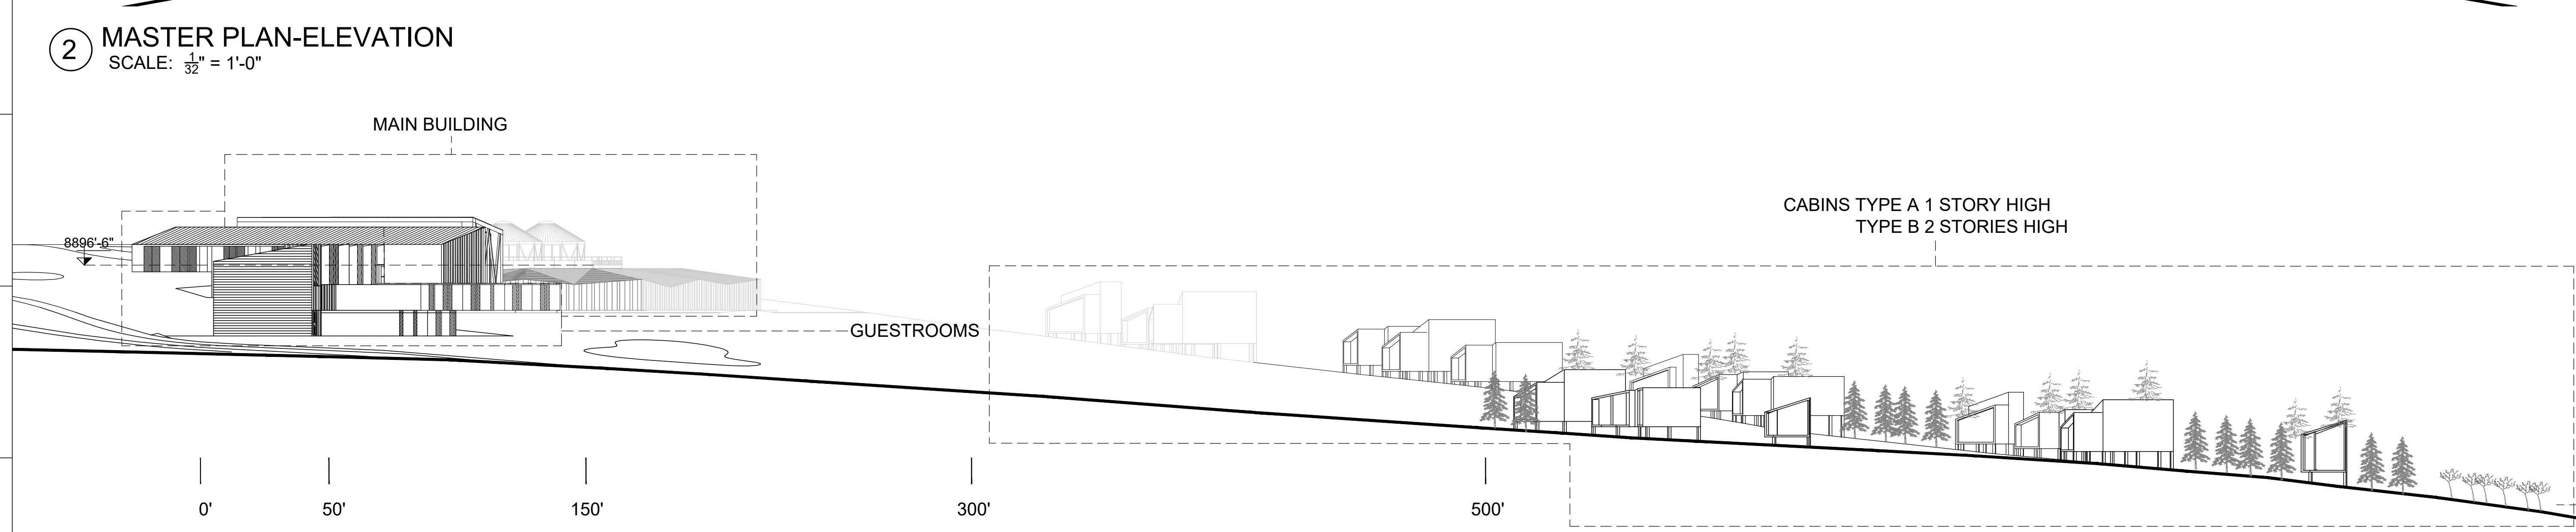 2 MASTER PLAN-ELEVATION
SCALE: 1/32" = 1'-0"
MAIN BUILDING
CABINS TYPE A 1 STORY HIGH
TYPE B 2 STORIES HIGH
8896'-6"
GUESTROOMS
0' 50' 150' 300' 500'